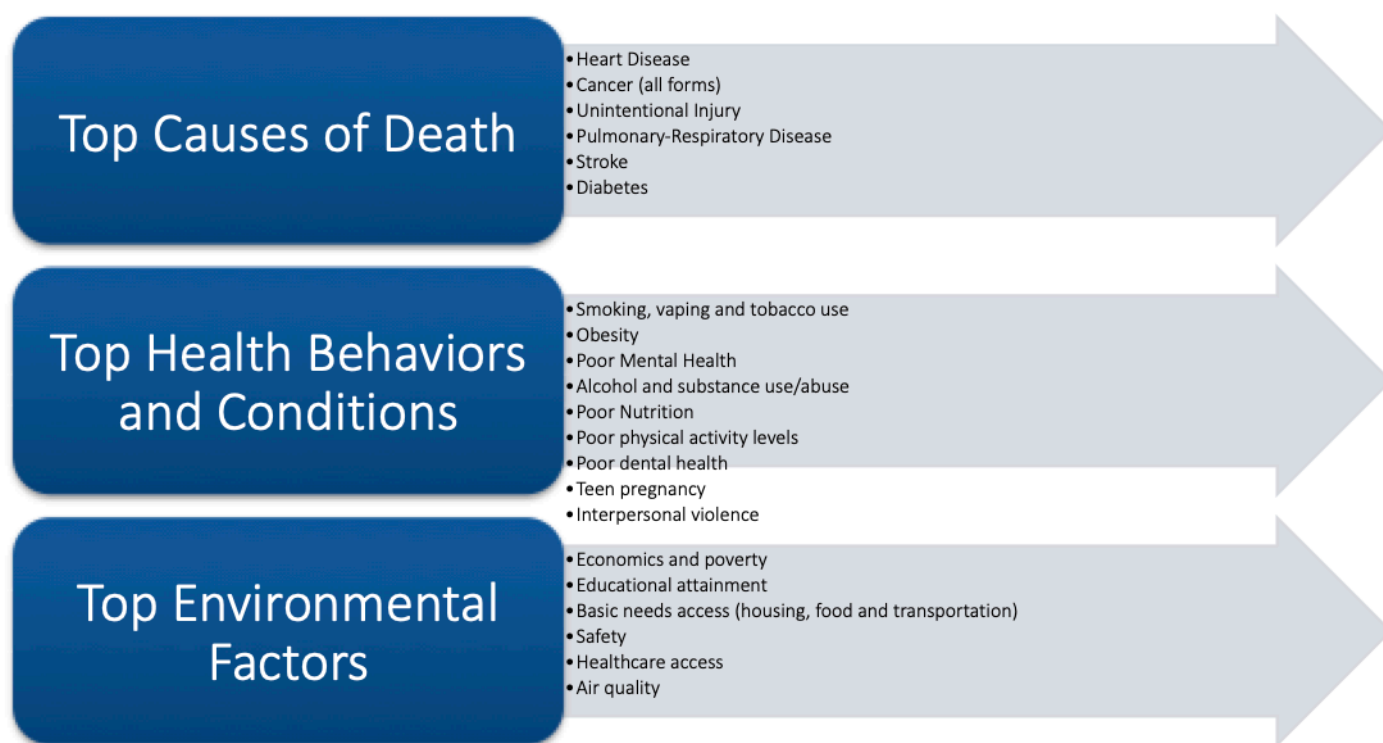 Top Causes of Death
•Heart Disease
•Cancer (all forms)
•Unintentional Injury
•Pulmonary-Respiratory Disease
•Stroke
•Diabetes
Top Health Behaviors
and Conditions
•Smoking, vaping and tobacco use
•Obesity
•Poor Mental Health
•Alcohol and substance use/abuse
•Poor Nutrition
•Poor physical activity levels
•Poor dental health
•Teen pregnancy
•Interpersonal violence
Top Environmental
Factors
•Economics and poverty
•Educational attainment
•Basic needs access (housing, food and transportation)
•Safety
•Healthcare access
•Air quality